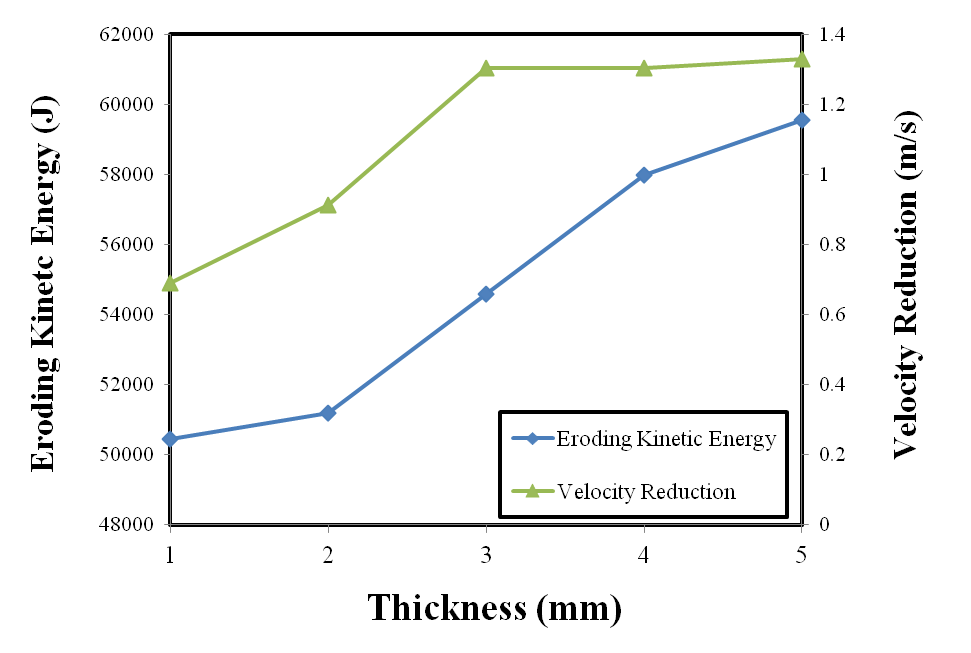 62000
60000
58000
56000
54000
52000
50000
48000
Eroding Kinetc Energy (J)
1.4
1.2
1
0.8
0.6
0.4
0.2
0
Velocity Reduction (m/s)
Eroding Kinetic Energy
Velocity Reduction
1 2 3 4 5
Thickness (mm)